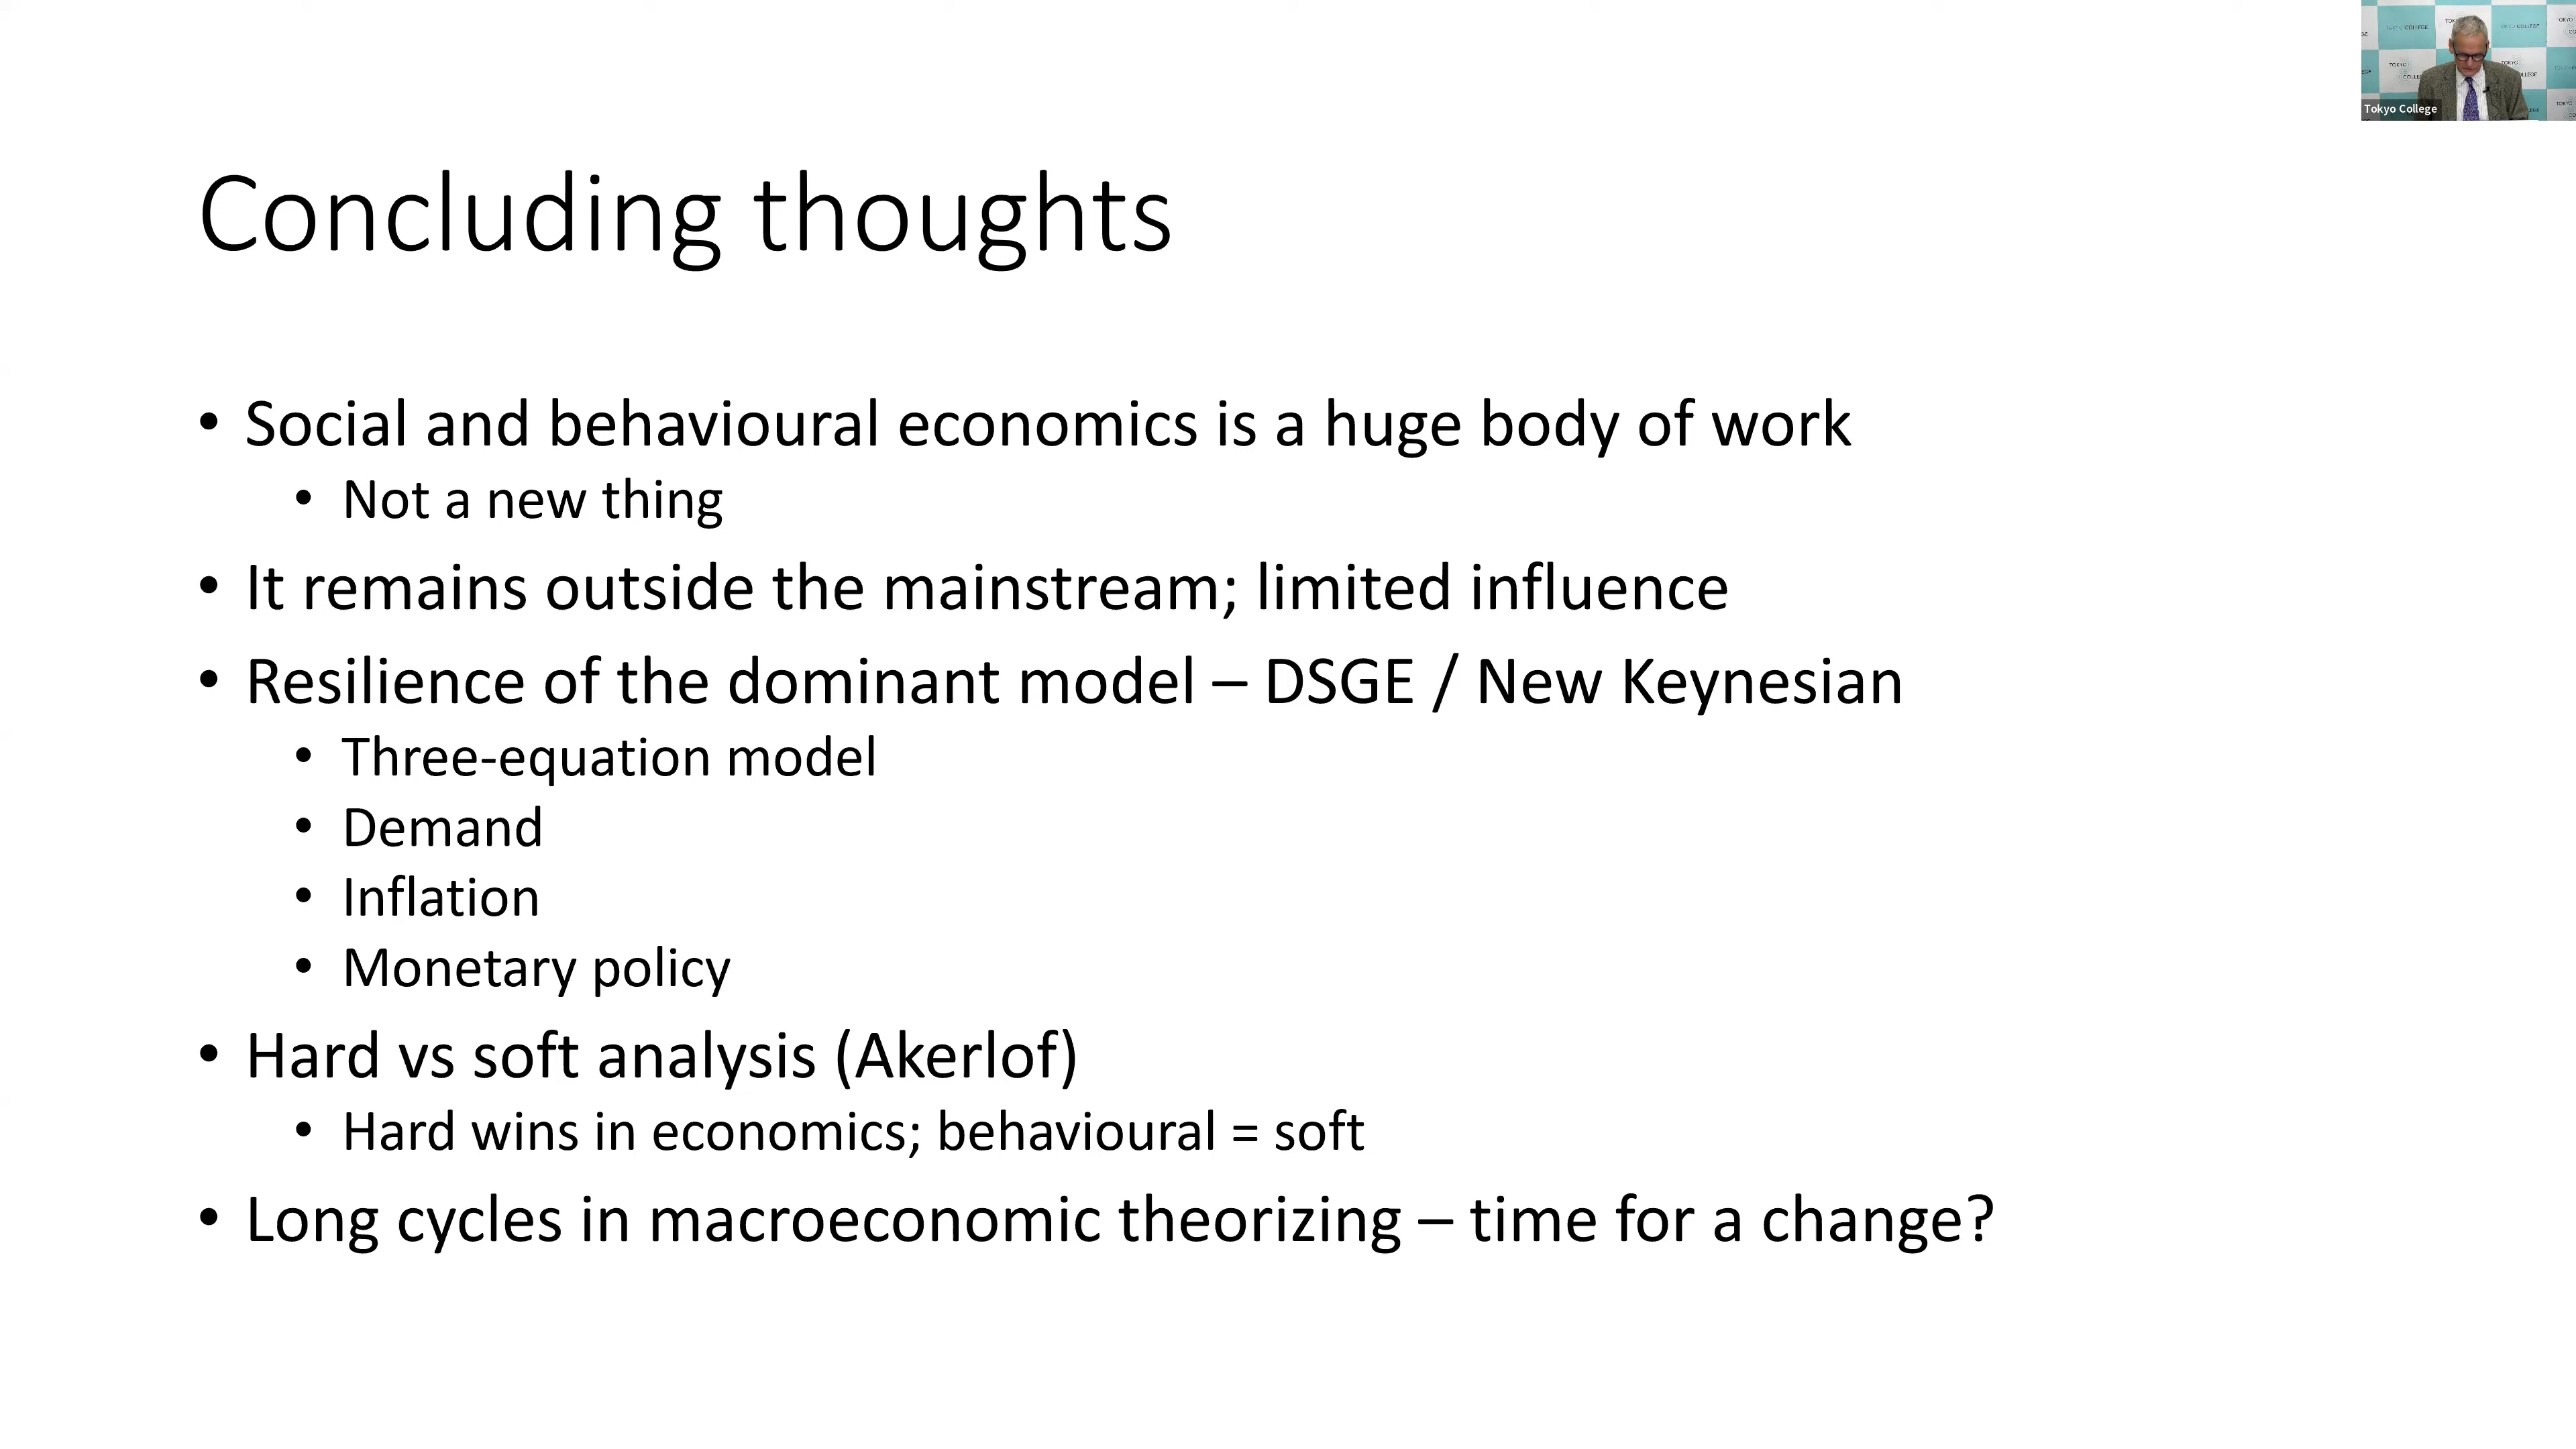 Tokyo College
Concluding thoughts
• Social and behavioural economics is a huge body of work
• Not a new thing
• It remains outside the mainstream; limited influence
• Resilience of the dominant model – DSGE / New Keynesian
• Three-equation model
• Demand
• Inflation
• Monetary policy
• Hard vs soft analysis (Akerlof)
• Hard wins in economics; behavioural = soft
• Long cycles in macroeconomic theorizing – time for a change?